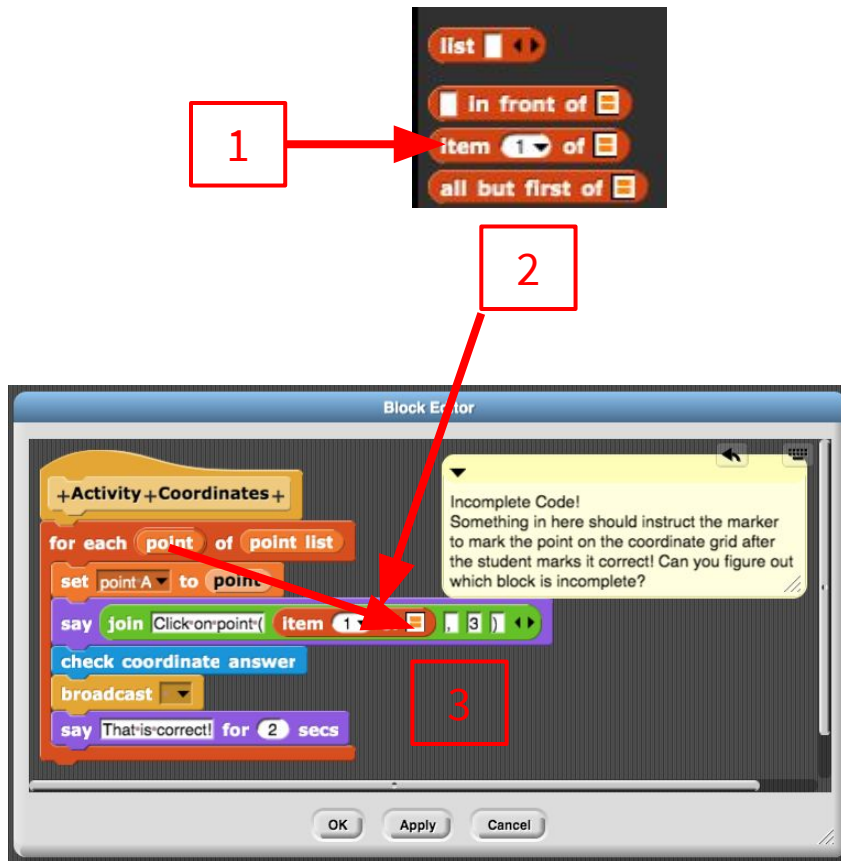 list
in front of
item 1 of
all but first of
1
2
Block Editor
+Activity+Coordinates+
for each point of point list
set point A to point
say join Click on point ( item 1 , 3 )
check coordinate answer
broadcast
say That is correct! for 2 secs
Incomplete Code!
Something in here should instruct the marker
to mark the point on the coordinate grid after
the student marks it correct! Can you figure out
which block is incomplete?
3
OK Apply Cancel